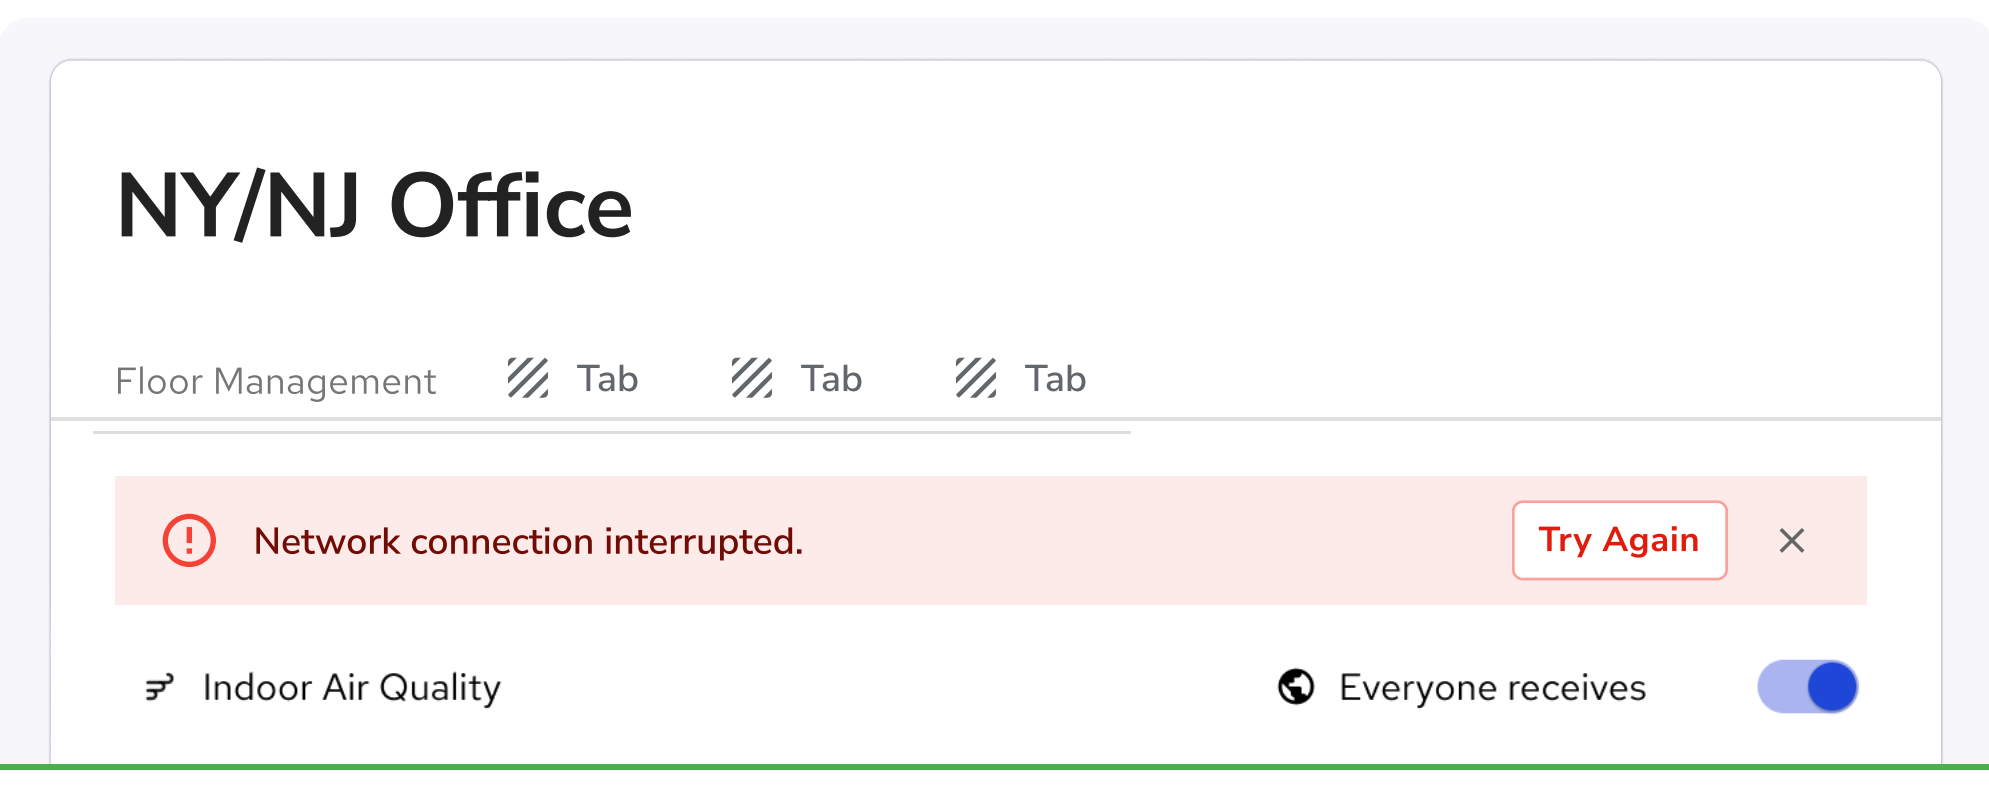 NY/NJ Office
Floor Management Tab Tab Tab
Network connection interrupted. Try Again
Indoor Air Quality Everyone receives